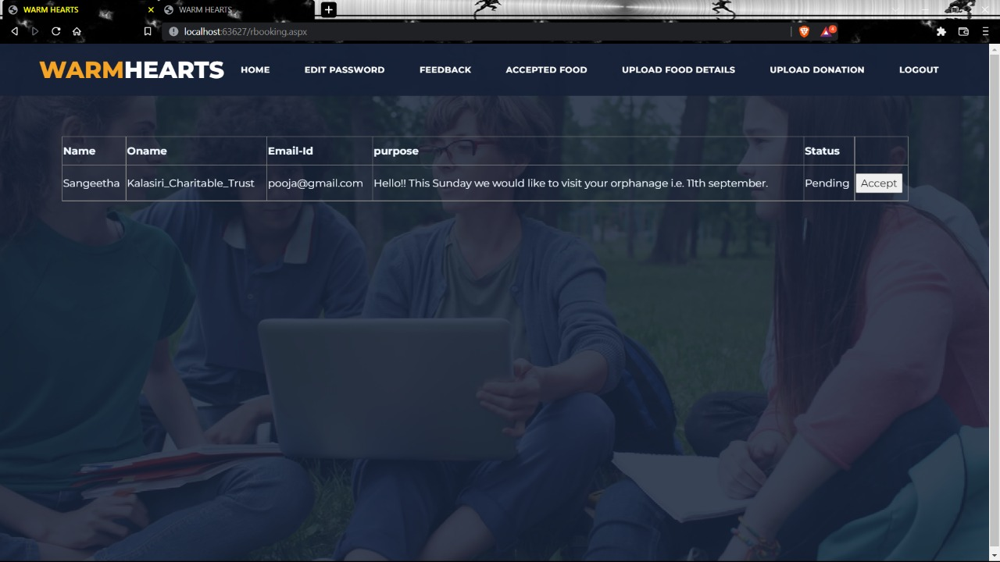 WARM HEARTS
WARM HEARTS
localhost:63627/tbooking.aspx
4
WARMHEARTS HOME EDIT PASSWORD FEEDBACK ACCEPTED FOOD UPLOAD FOOD DETAILS UPLOAD DONATION LOGOUT
Name Oname Email-Id purpose Status
Sangeetha Kalasiri_Charitable_Trust pooja@gmail.com Hello!! This Sunday we would like to visit your orphanage i.e. 11th september. Pending Accept